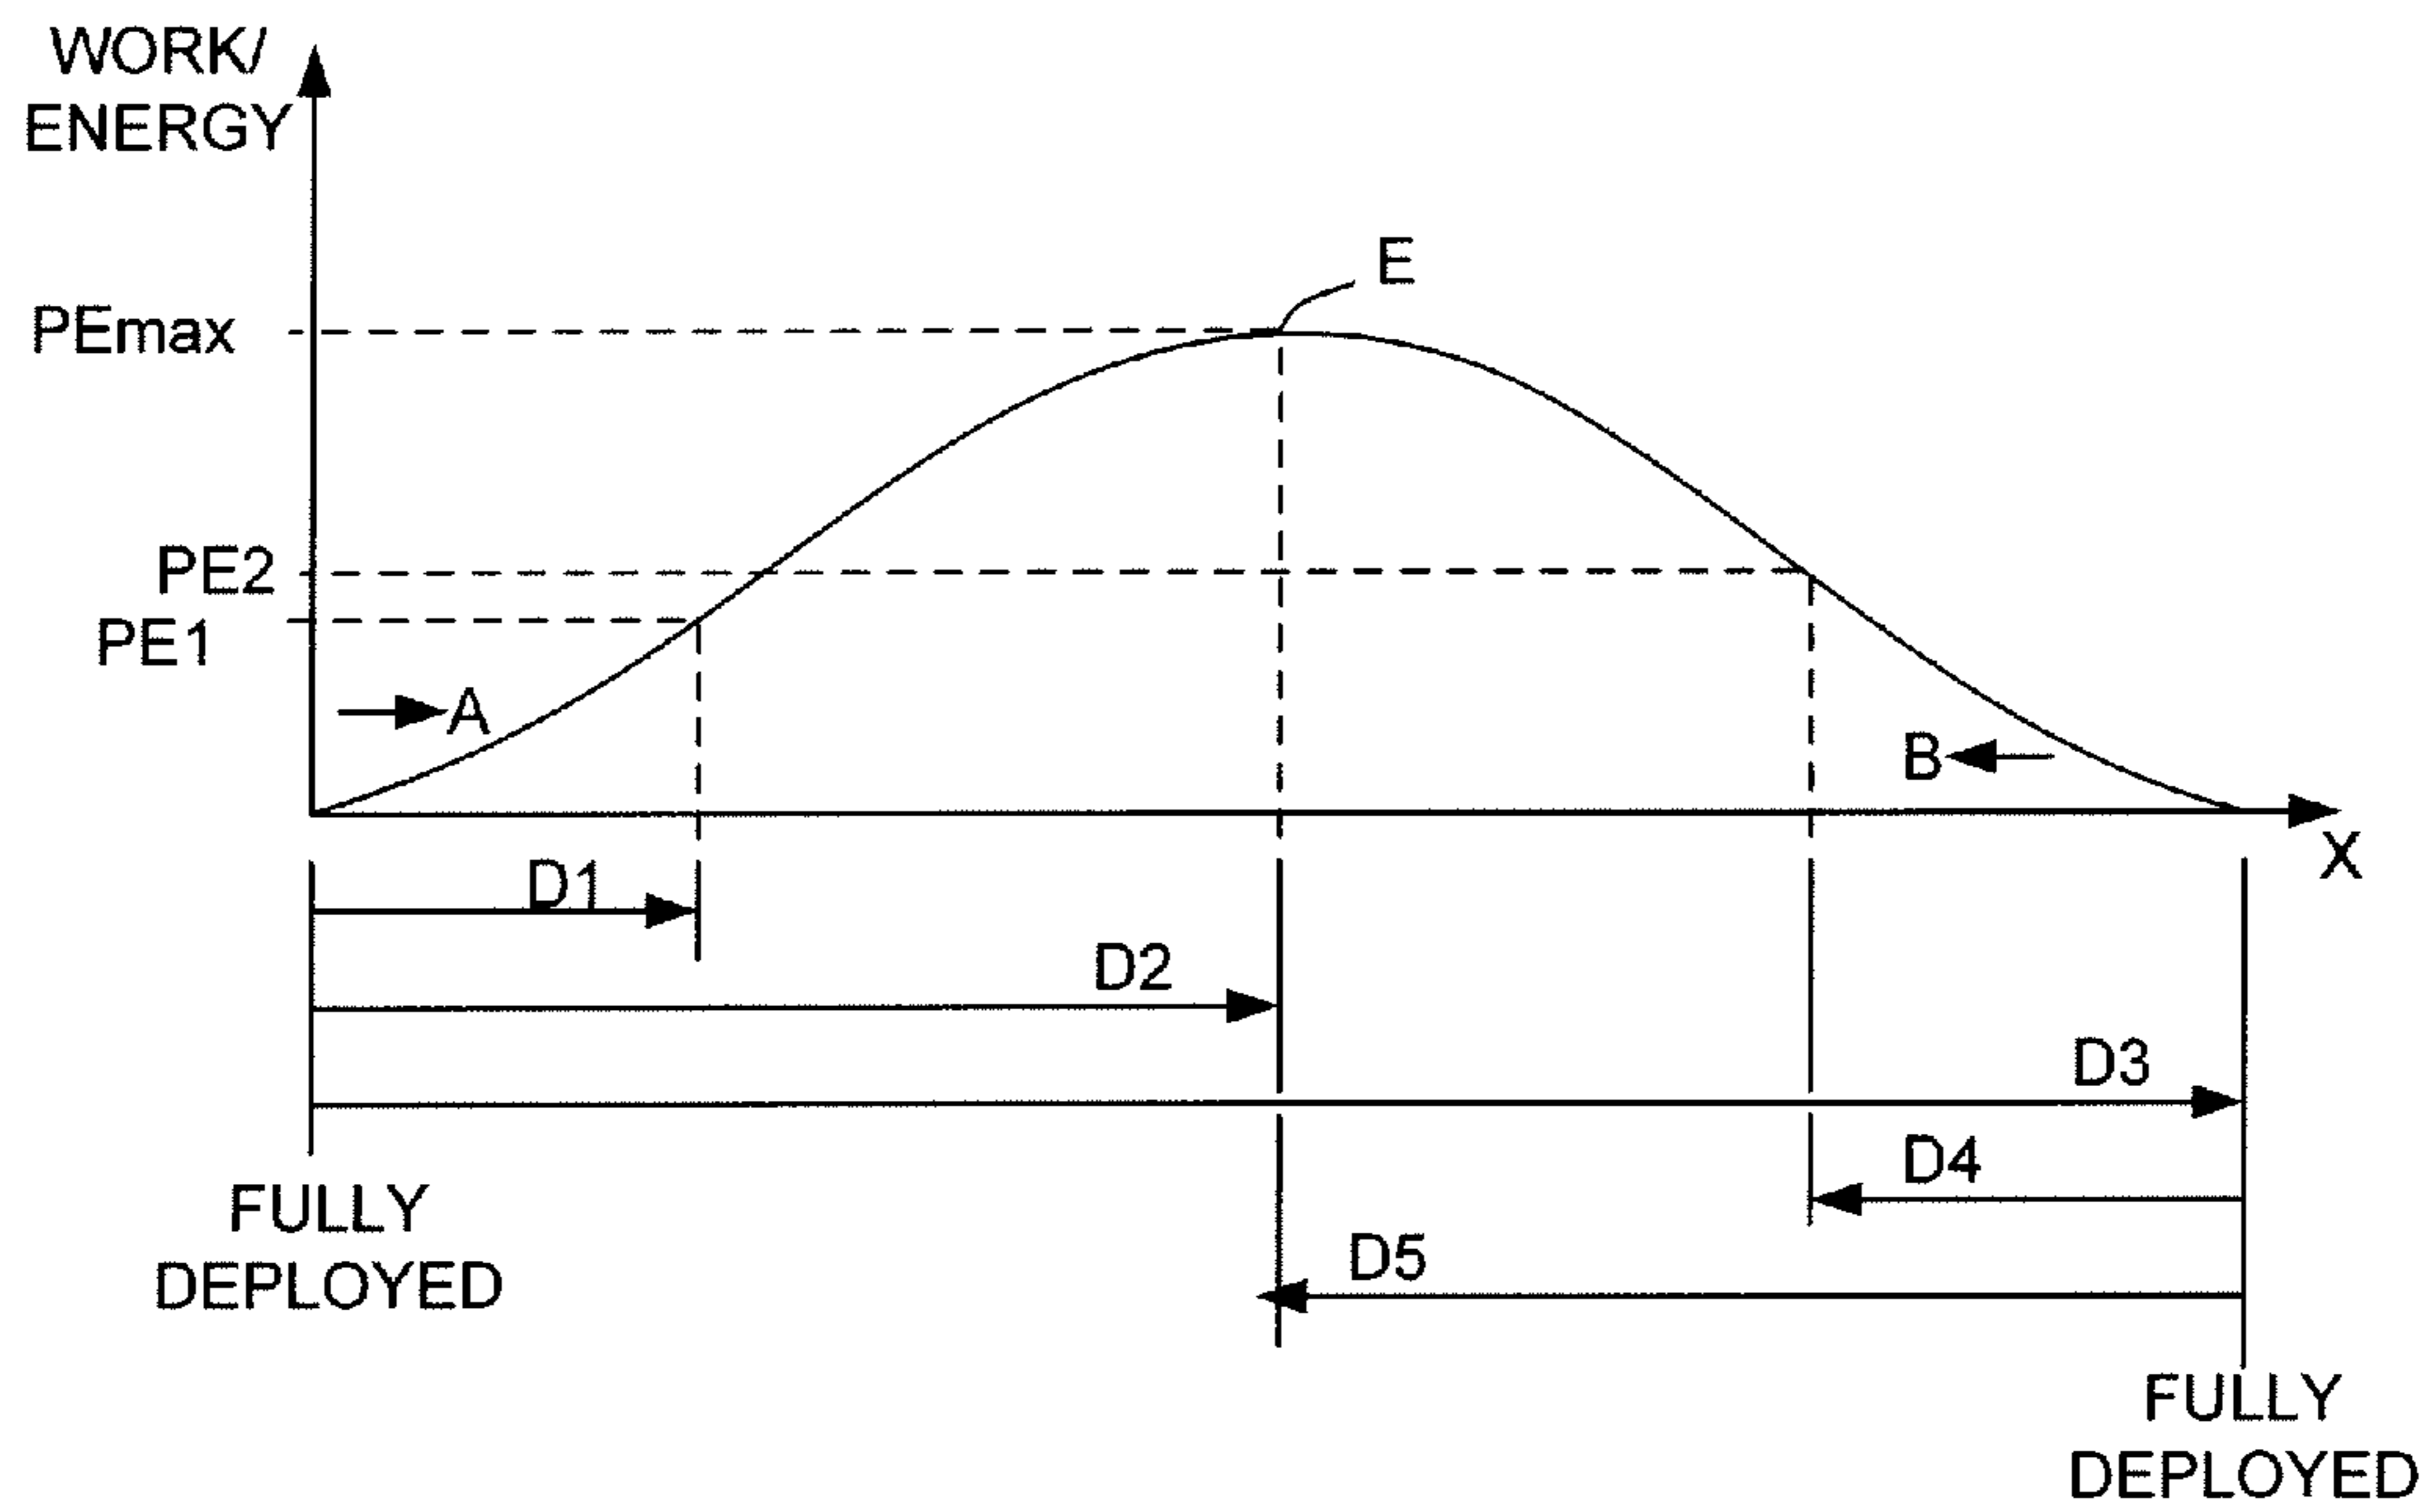 WORK/
ENERGY
E
PEmax
PE2
PE1
A
B
X
D1
D2
D3
D4
D5
FULLY
DEPLOYED
FULLY
DEPLOYED